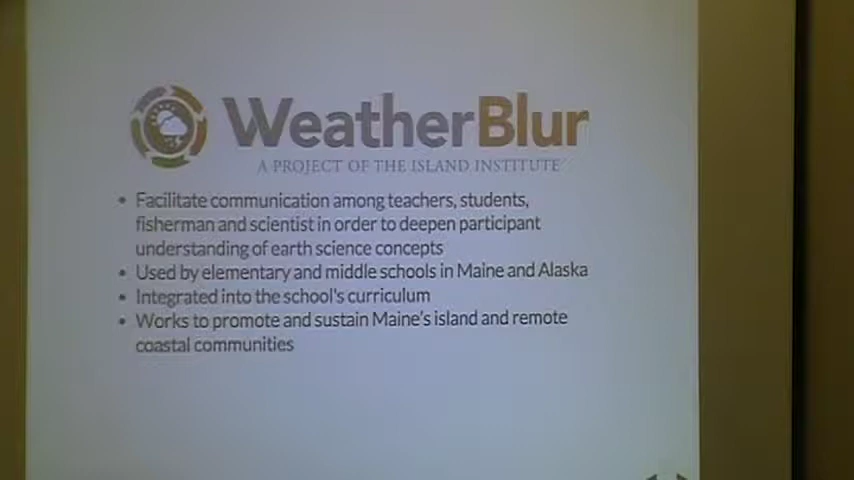 WeatherBlur
A PROJECT OF THE ISLAND INSTITUTE
• Facilitate communication among teachers, students,
fisherman and scientist in order to deepen participant
understanding of earth science concepts
• Used by elementary and middle schools in Maine and Alaska
• Integrated into the school's curriculum
• Works to promote and sustain Maine's island and remote
coastal communities